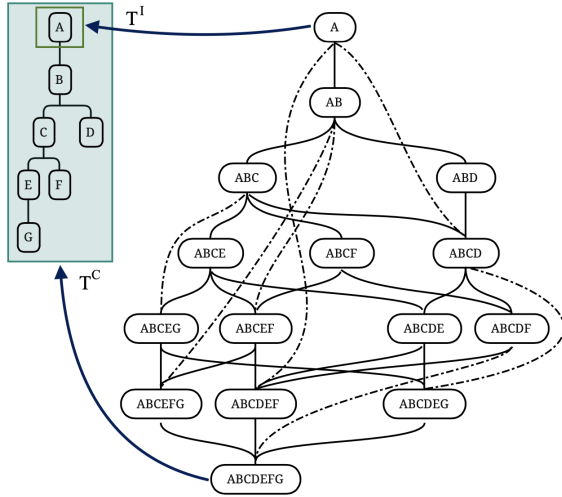 T^I
T^C
A
B
C D
E F
G
A
AB
ABC ABD
ABCE ABCF ABCD
ABCEG ABCEF ABCDE ABCDF
ABCEFG ABCDEF ABCDEG
ABCDEFG